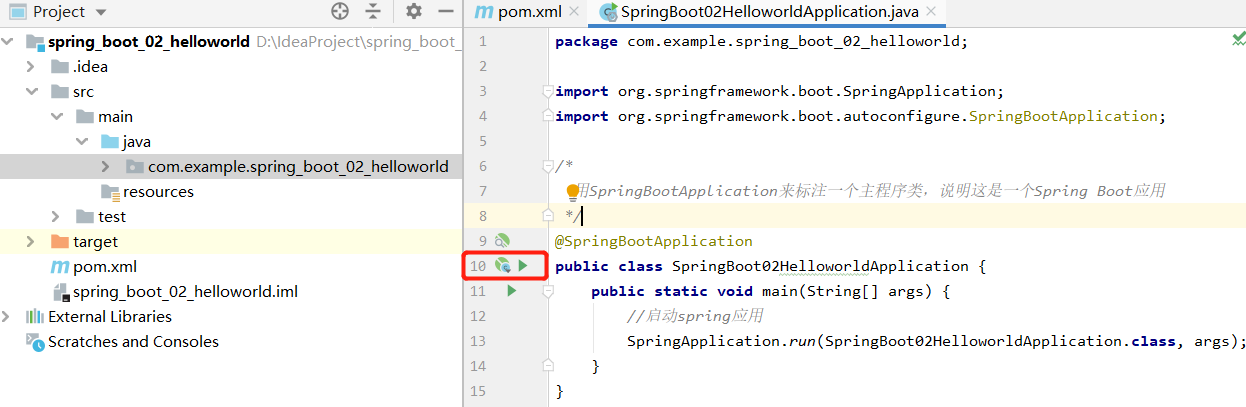 Project
spring_boot_02_helloworld D:\IdeaProject\spring_boot_
.idea
src
main
java
com.example.spring_boot_02_helloworld
resources
test
target
pom.xml
spring_boot_02_helloworld.iml
External Libraries
Scratches and Consoles
pom.xml
SpringBoot02HelloworldApplication.java
1 package com.example.spring_boot_02_helloworld;
2
3 import org.springframework.boot.SpringApplication;
4 import org.springframework.boot.autoconfigure.SpringBootApplication;
5
6 /*
7 用SpringBootApplication来标注一个主程序类，说明这是一个Spring Boot应用
8 */
9 @SpringBootApplication
10 public class SpringBoot02HelloworldApplication {
11 public static void main(String[] args) {
12 //启动spring应用
13 SpringApplication.run(SpringBoot02HelloworldApplication.class, args);
14 }
15 }